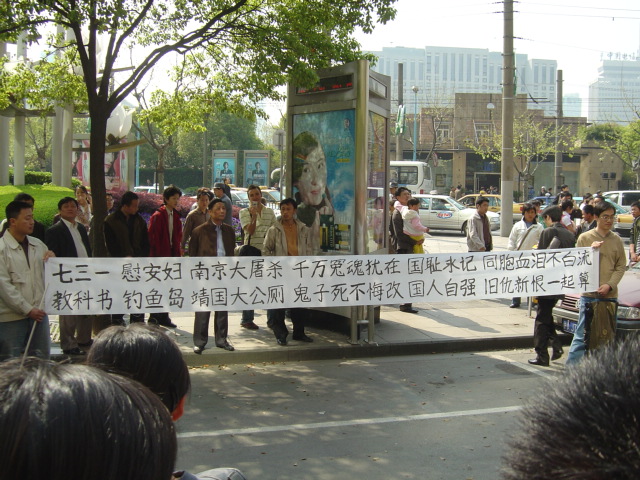 七三一 慰安妇 南京大屠杀 千万冤魂犹在 国耻永记 同胞血泪不白流
教科书 钓鱼岛 靖国大公厕 鬼子死不悔改 国人自强 旧仇新恨一起算